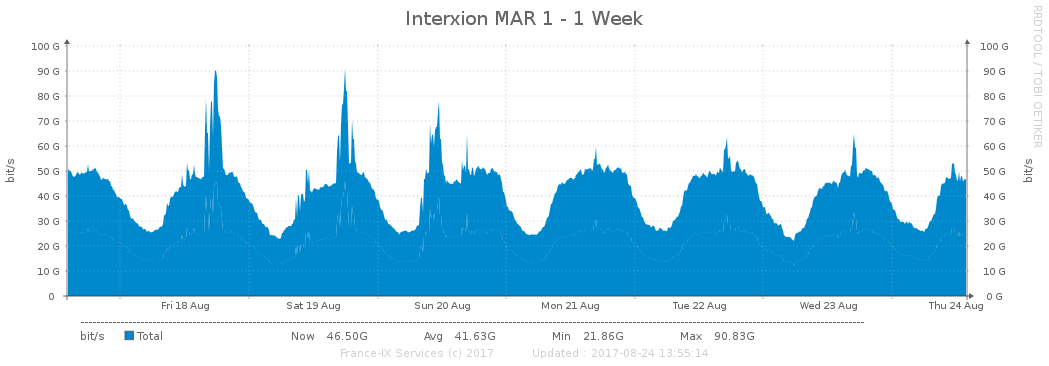 Interxion MAR 1 - 1 Week
RRDTOOL / TOBI OETIKER
bit/s
100 G 100 G
90 G 90 G
80 G 80 G
70 G 70 G
60 G 60 G
50 G 50 G
40 G 40 G
30 G 30 G
20 G 20 G
10 G 10 G
0 0 G
bit/s
Fri 18 Aug Sat 19 Aug Sun 20 Aug Mon 21 Aug Tue 22 Aug Wed 23 Aug Thu 24 Aug
bit/s Total Now 46.50G Avg 41.63G Min 21.86G Max 90.83G
France-IX Services (c) 2017 Updated : 2017-08-24 13:55:14